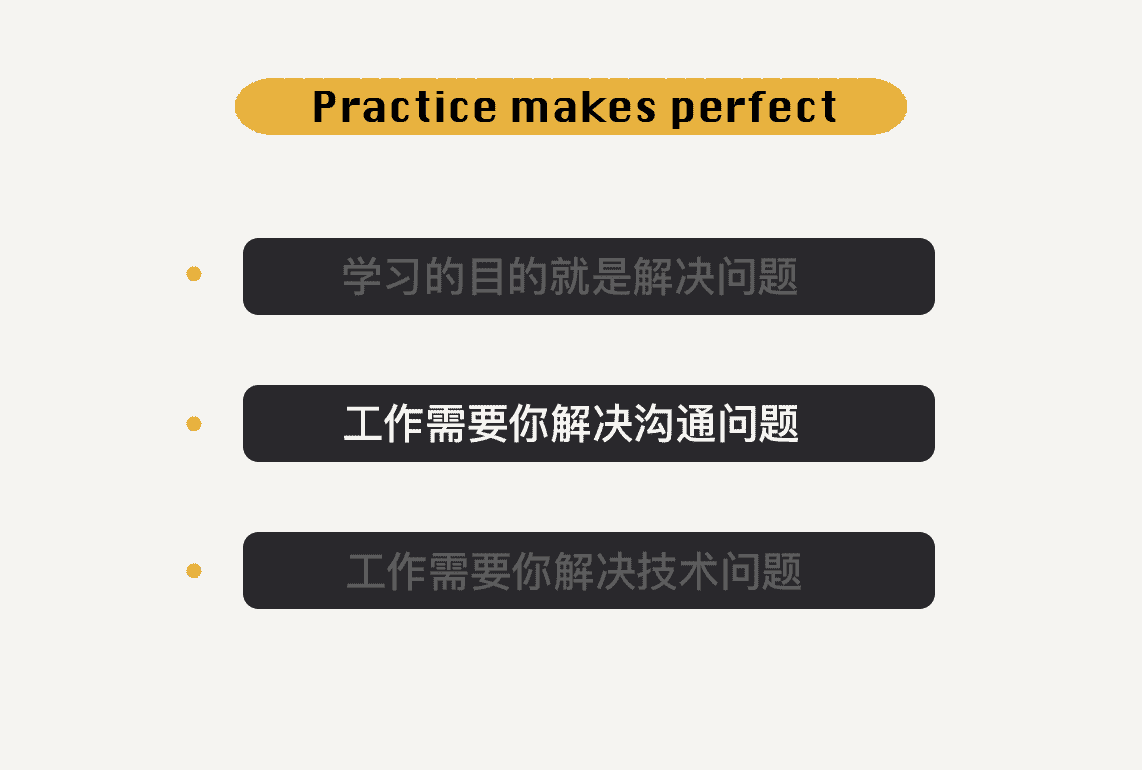 Practice makes perfect
学习的目的就是解决问题
工作需要你解决沟通问题
工作需要你解决技术问题